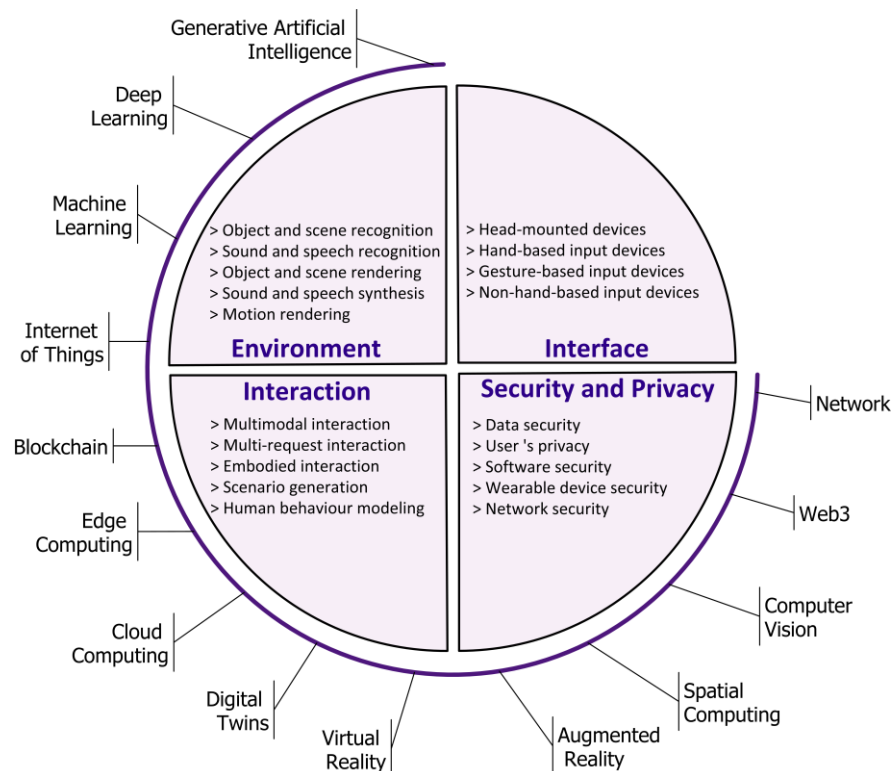 Generative Artificial
Intelligence
Deep
Learning
Machine
Learning
Internet
of Things
Blockchain
Edge
Computing
Cloud
Computing
Digital
Twins
Virtual
Reality
Augmented
Reality
Spatial
Computing
Computer
Vision
Web3
Network
> Object and scene recognition
> Sound and speech recognition
> Object and scene rendering
> Sound and speech synthesis
> Motion rendering
Environment
> Head-mounted devices
> Hand-based input devices
> Gesture-based input devices
> Non-hand-based input devices
Interface
Interaction
> Multimodal interaction
> Multi-request interaction
> Embodied interaction
> Scenario generation
> Human behaviour modeling
Security and Privacy
> Data security
> User 's privacy
> Software security
> Wearable device security
> Network security